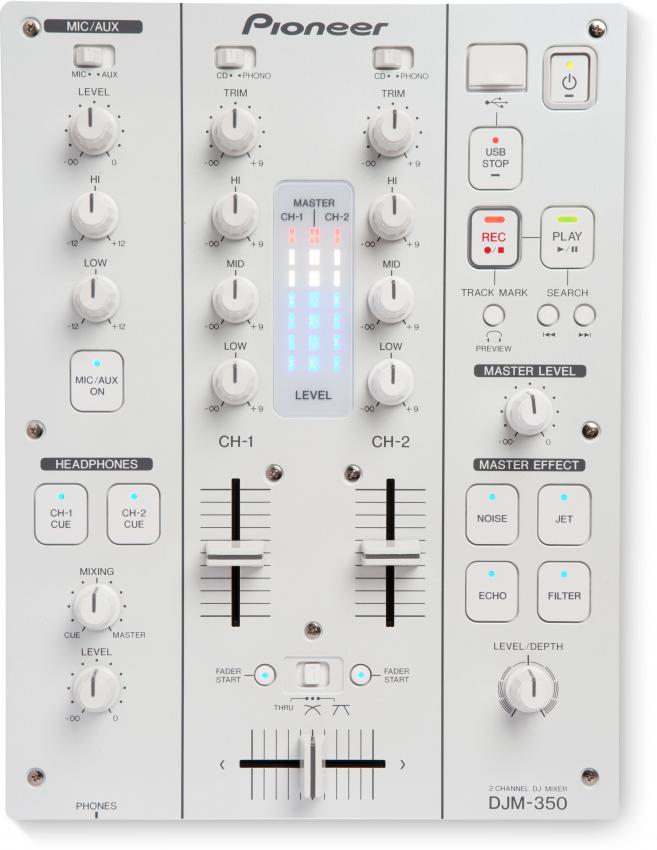 MIC/AUX
MIC• •AUX
LEVEL
-∞ 0
HI
-12 +12
LOW
-12 +12
MIC/AUX
ON
HEADPHONES
CH-1
CUE
CH-2
CUE
MIXING
CUE MASTER
LEVEL
-∞ 0
PHONES
Pioneer
CD• •PHONO
CD• •PHONO
TRIM
-∞ +9
TRIM
-∞ +9
HI
-∞ +9
HI
-∞ +9
MID
-∞ +9
MID
-∞ +9
LOW
-∞ +9
LOW
-∞ +9
MASTER
CH-1 CH-2
LEVEL
CH-1
CH-2
FADER
START
FADER
START
THRU
USB
STOP
REC
PLAY
TRACK MARK
SEARCH
PREVIEW
MASTER LEVEL
-∞ 0
MASTER EFFECT
NOISE
JET
ECHO
FILTER
LEVEL/DEPTH
2 CHANNEL DJ MIXER
DJM-350